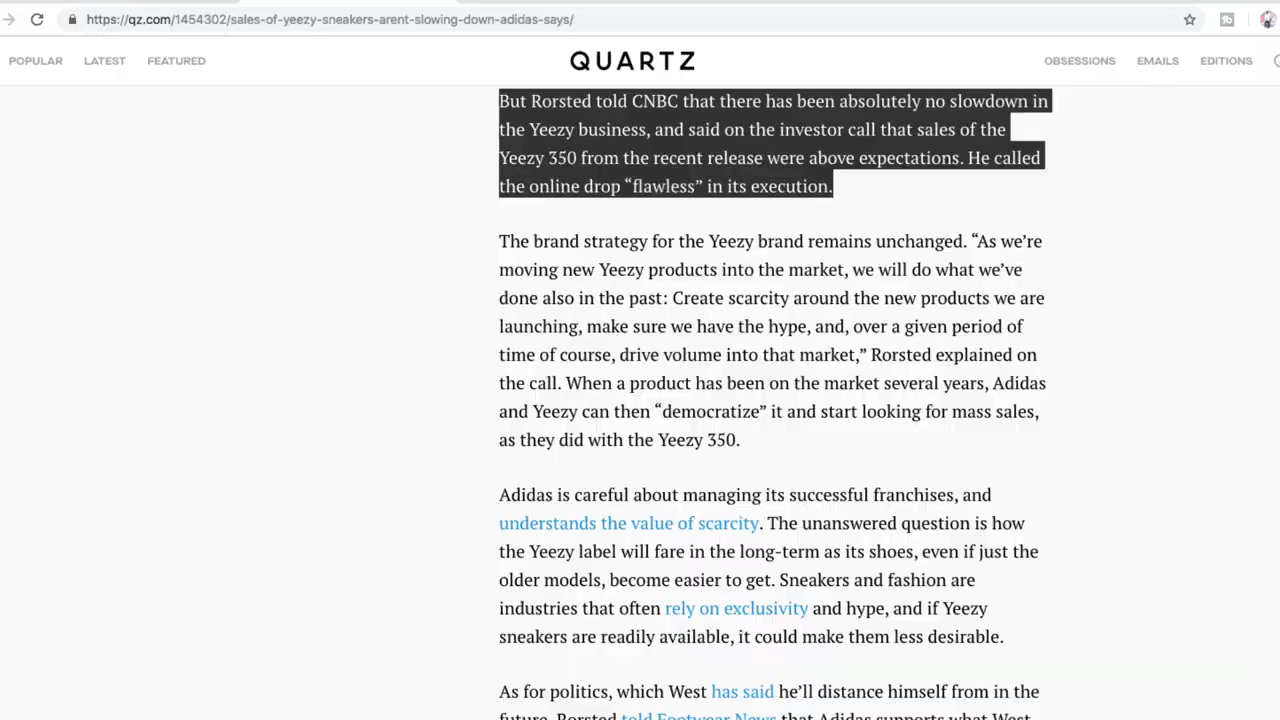 https://qz.com/1454302/sales-of-yeezy-sneakers-arent-slowing-down-adidas-says/
POPULAR LATEST FEATURED QUARTZ OBSESSIONS EMAILS EDITIONS
But Rorsted told CNBC that there has been absolutely no slowdown in
the Yeezy business, and said on the investor call that sales of the
Yeezy 350 from the recent release were above expectations. He called
the online drop “flawless” in its execution.
The brand strategy for the Yeezy brand remains unchanged. “As we’re
moving new Yeezy products into the market, we will do what we’ve
done also in the past: Create scarcity around the new products we are
launching, make sure we have the hype, and, over a given period of
time of course, drive volume into that market,” Rorsted explained on
the call. When a product has been on the market several years, Adidas
and Yeezy can then “democratize” it and start looking for mass sales,
as they did with the Yeezy 350.
Adidas is careful about managing its successful franchises, and
understands the value of scarcity. The unanswered question is how
the Yeezy label will fare in the long-term as its shoes, even if just the
older models, become easier to get. Sneakers and fashion are
industries that often rely on exclusivity and hype, and if Yeezy
sneakers are readily available, it could make them less desirable.
As for politics, which West has said he’ll distance himself from in the
future, Rorsted told Footwear News that Adidas supports what West